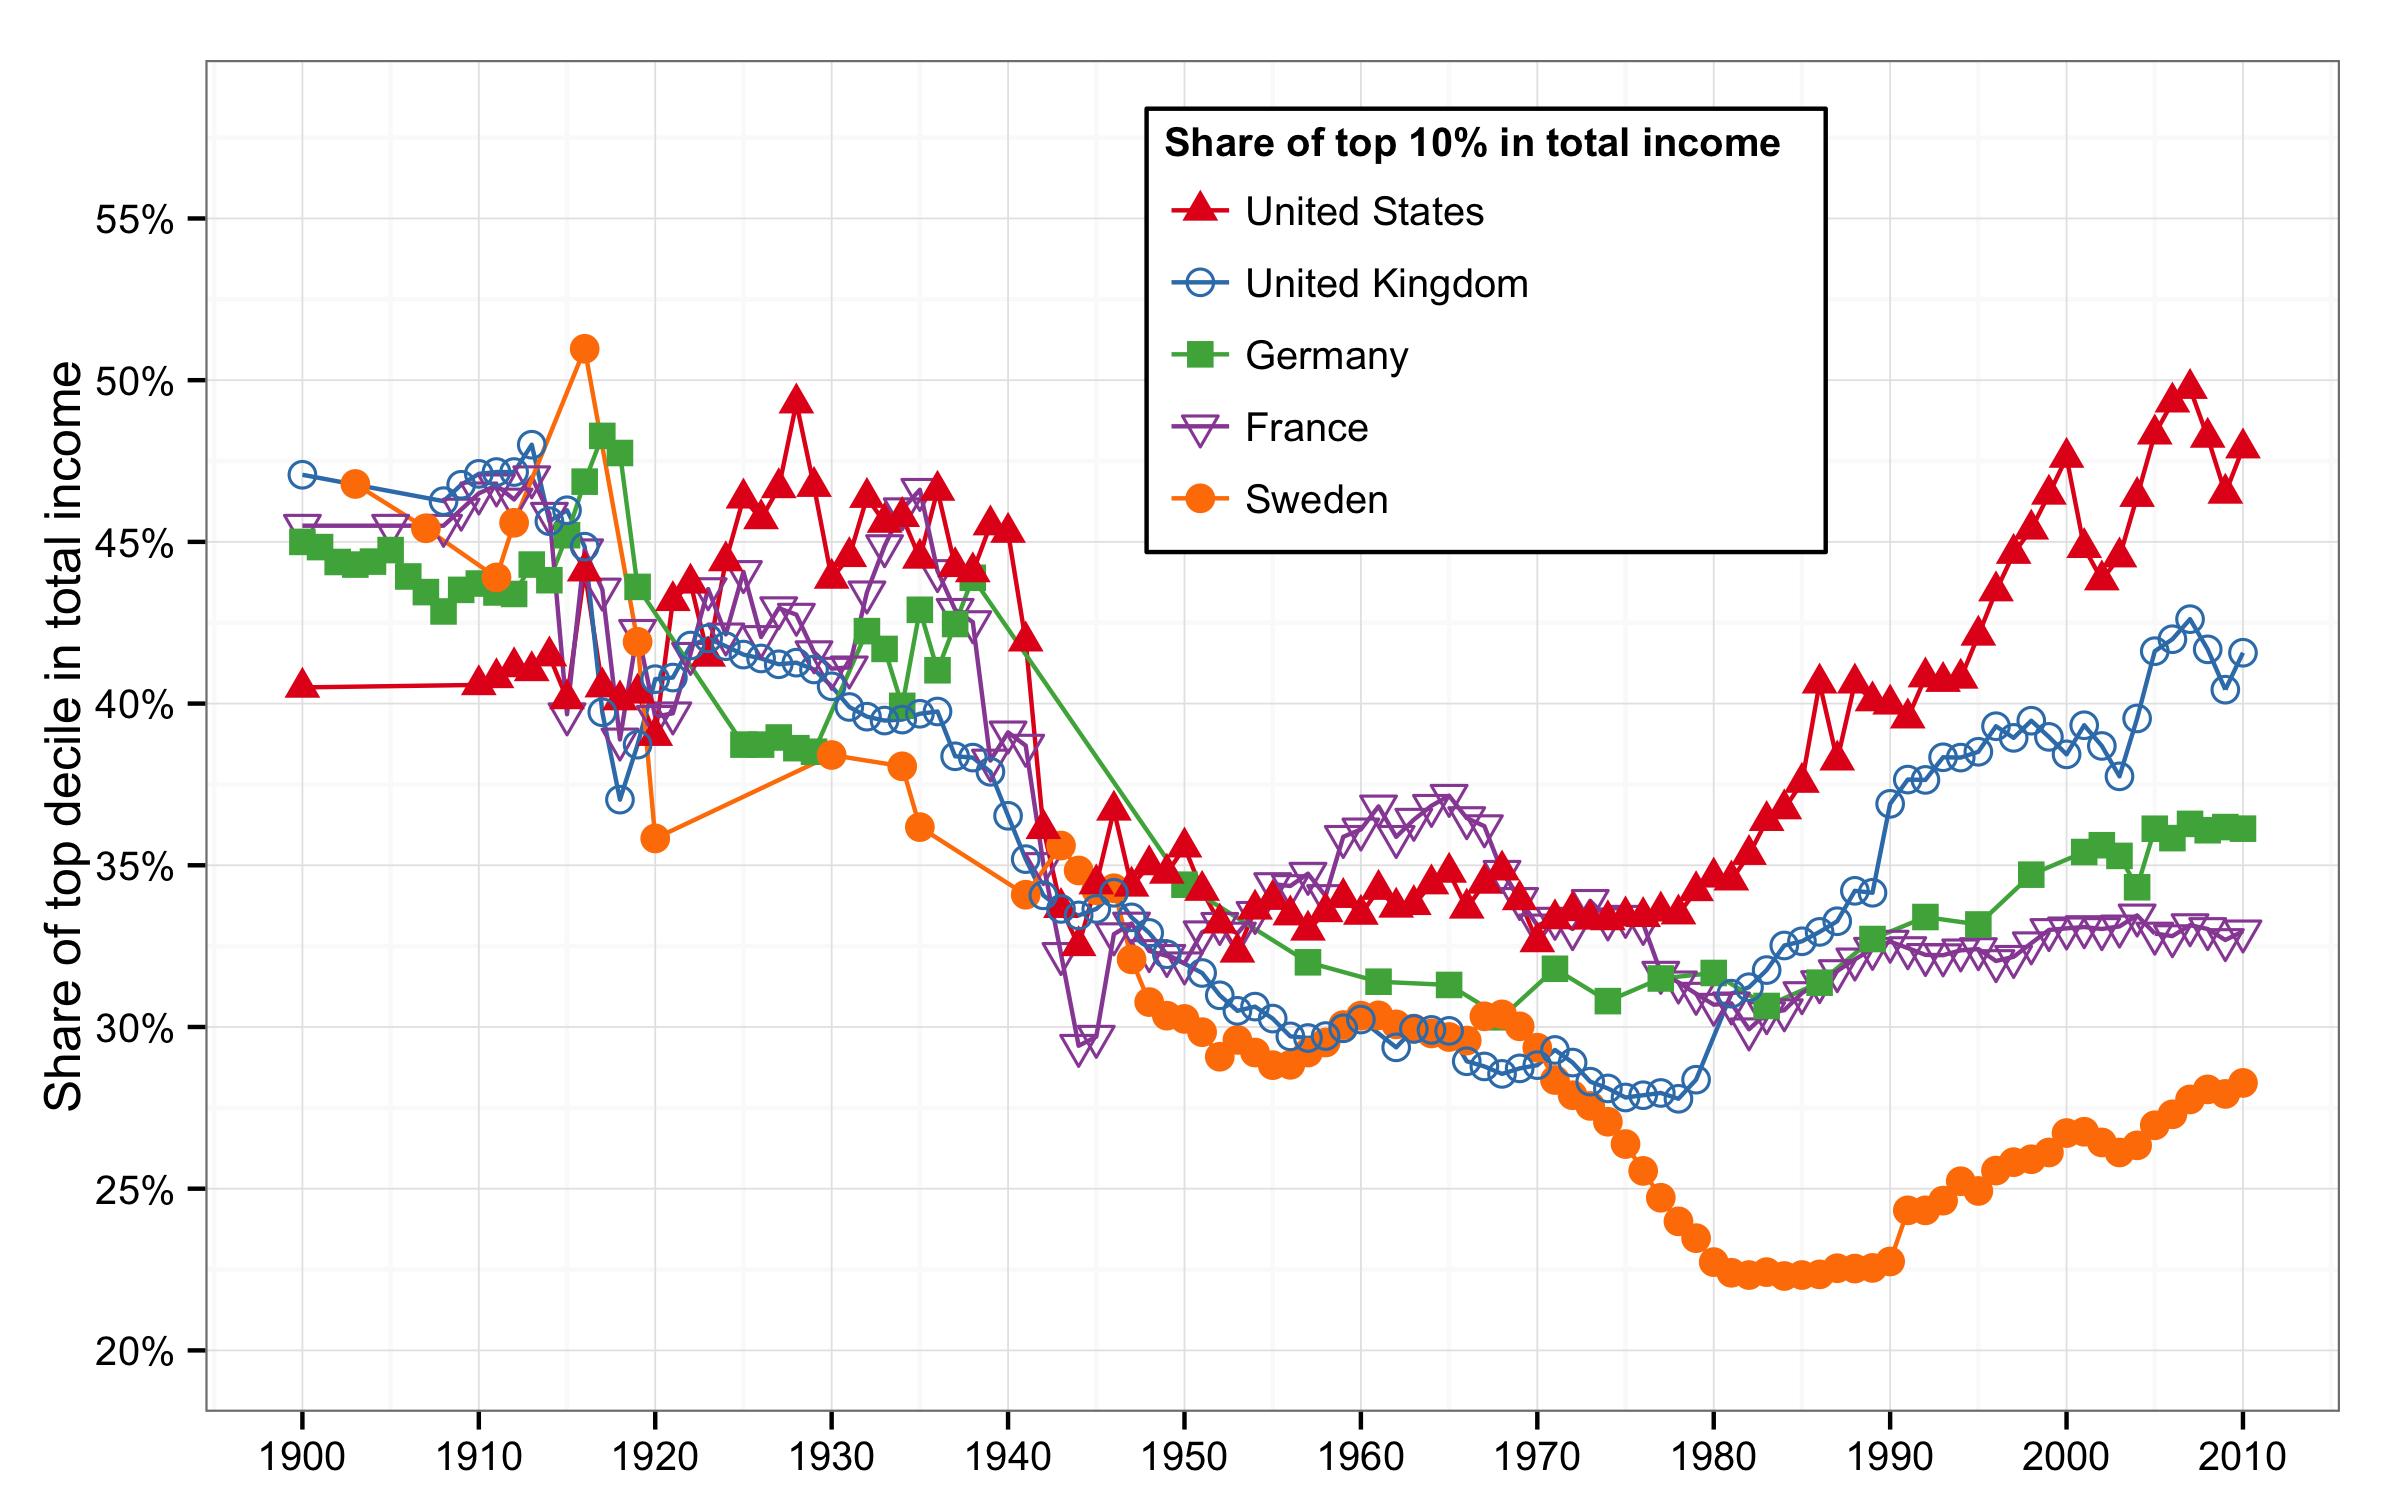 Share of top decile in total income
55%
50%
45%
40%
35%
30%
25%
20%
Share of top 10% in total income
United States
United Kingdom
Germany
France
Sweden
1900 1910 1920 1930 1940 1950 1960 1970 1980 1990 2000 2010